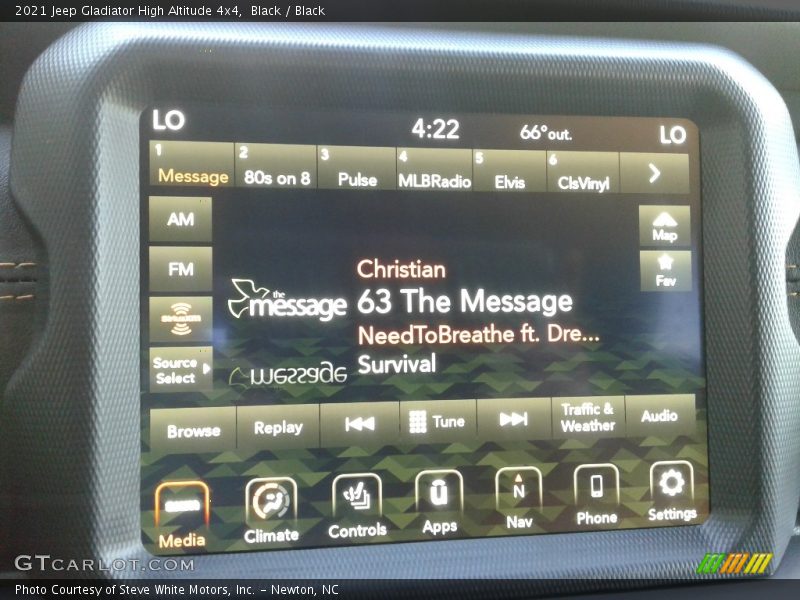 2021 Jeep Gladiator High Altitude 4x4,  Black / Black
LO 4:22 66°out. LO
1 Message 2 80s on 8 3 Pulse 4 MLBRadio 5 Elvis 6 ClsVinyl
AM
FM
SiriusXM
Source Select
Map
Fav
Christian
the message
63 The Message
NeedToBreathe ft. Dre...
Survival
message
Browse Replay Tune Traffic & Weather Audio
Media Climate Controls Apps N Nav Phone Settings
GTcarlot.com
Photo Courtesy of Steve White Motors, Inc. – Newton, NC